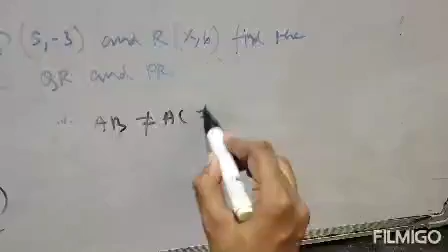 (5,-3) and R (x,6) find the
QR and PR.
∴ AB ≠ AC
FILMIGO